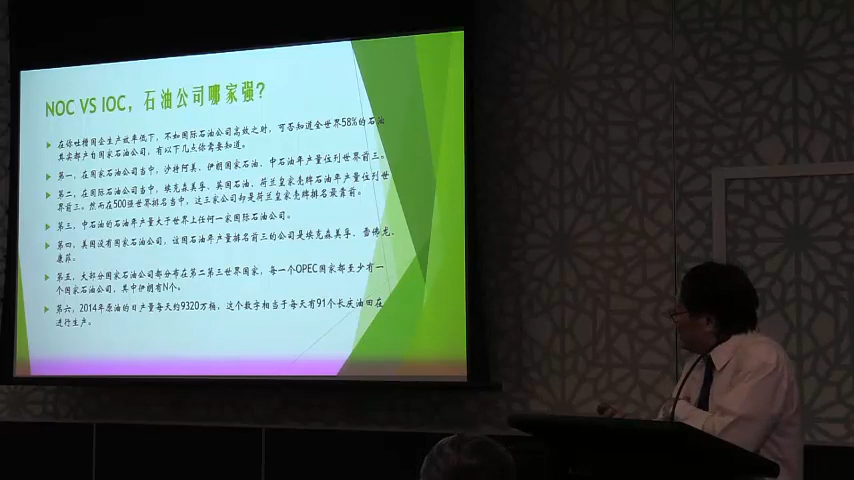 NOC VS IOC，石油公司哪家强？
在你吐槽国企生产效率低下，不如国际石油公司高效之时，可否知道全世界58%的石油
其实都产自国家石油公司，有以下几点你需要知道。
第一，在国家石油公司当中，沙特阿美、伊朗国家石油、中石油年产量位列世界前三。
第二，在国际石油公司当中，埃克森美孚、英国石油、荷兰皇家壳牌石油年产量位列世
界前三。然而在500强世界排名当中，这三家公司却是荷兰皇家壳牌排名最靠前。
第三，中石油的石油年产量大于世界上任何一家国际石油公司。
第四，美国没有国家石油公司，该国石油年产量排名前三的公司是埃克森美孚、雪佛龙、
康菲。
第五，大部分国家石油公司都分布在第二第三世界国家，每一个OPEC国家都至少有一
个国家石油公司，其中伊朗有N个。
第六，2014年原油的日产量每天约9320万桶，这个数字相当于每天有91个长庆油田在
进行生产。